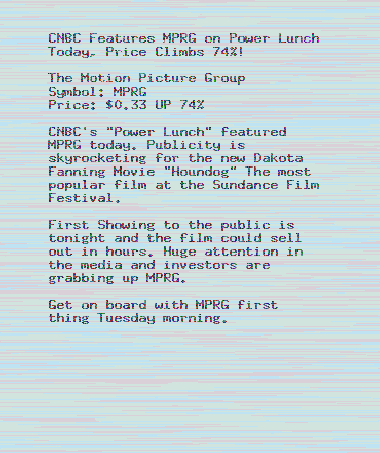 CNBC Features MPRG on Power Lunch
Today, Price Climbs 74%!
The Motion Picture Group
Symbol: MPRG
Price: $0.33 UP 74%
CNBC's "Power Lunch" featured
MPRG today. Publicity is
skyrocketing for the new Dakota
Fanning Movie "Houndog" The most
popular film at the Sundance Film
Festival.
First Showing to the public is
tonight and the film could sell
out in hours. Huge attention in
the media and investors are
grabbing up MPRG.
Get on board with MPRG first
thing Tuesday morning.